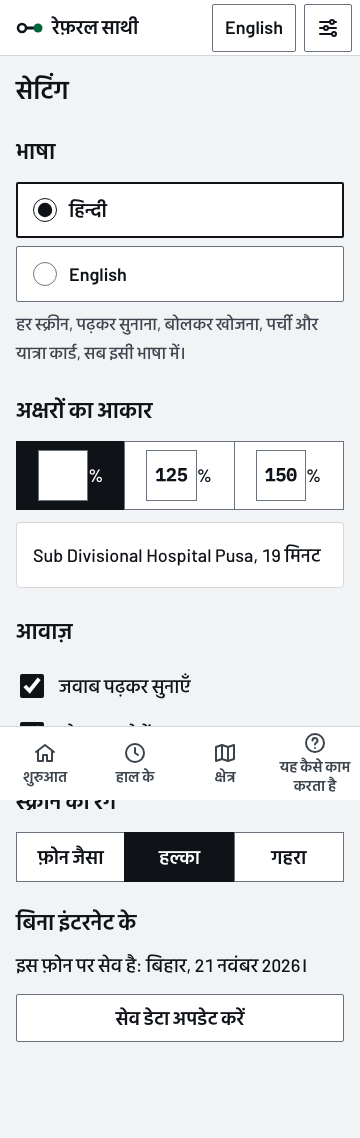 रेफ़रल साथी
English
सेटिंग
भाषा
हिन्दी
English
हर स्क्रीन, पढ़कर सुनाना, बोलकर खोजना, पर्ची और
यात्रा कार्ड, सब इसी भाषा में।
अक्षरों का आकार
% 125 % 150 %
Sub Divisional Hospital Pusa, 19 मिनट
आवाज़
जवाब पढ़कर सुनाएँ
शुरुआत
हाल के
क्षेत्र
यह कैसे काम
करता है
स्क्रीन का रंग
फ़ोन जैसा
हल्का
गहरा
बिना इंटरनेट के
इस फ़ोन पर सेव है: बिहार, 21 नवंबर 2026।
सेव डेटा अपडेट करें